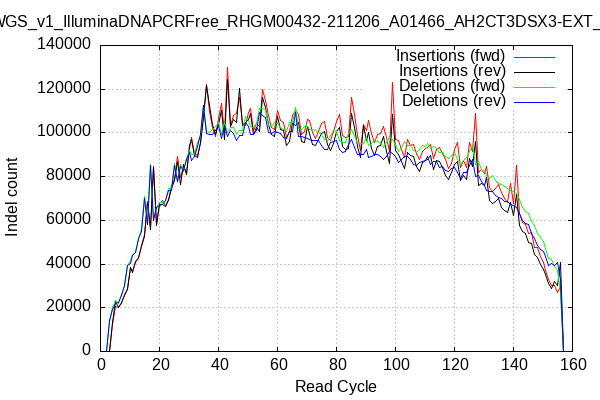 WGS_v1_IlluminaDNAPCRFree_RHGM00432-211206_A01466_AH2CT3DSX3-EXT_
140000
120000
100000
80000
60000
40000
20000
0
Indel count
Insertions (fwd)
Insertions (rev)
Deletions (fwd)
Deletions (rev)
0 20 40 60 80 100 120 140 160
Read Cycle